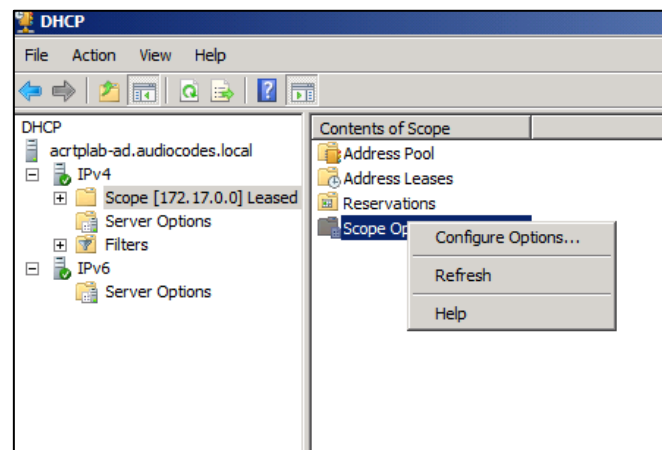 DHCP
File Action View Help
DHCP
acrtplab-ad.audiocodes.local
IPv4
Scope [172.17.0.0] Leased
Server Options
Filters
IPv6
Server Options
Contents of Scope
Address Pool
Address Leases
Reservations
Scope Op
Configure Options...
Refresh
Help